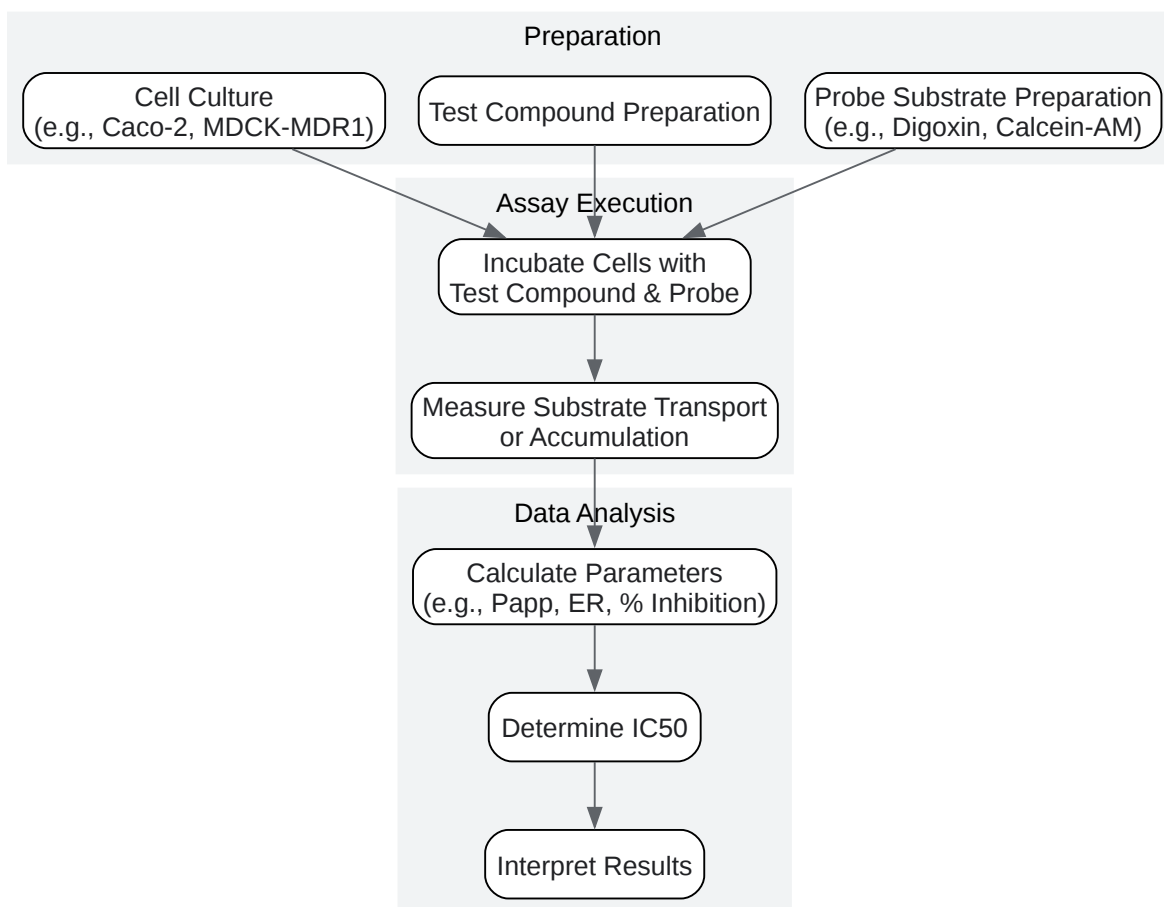 Preparation
Cell Culture
(e.g., Caco-2, MDCK-MDR1)
Test Compound Preparation
Probe Substrate Preparation
(e.g., Digoxin, Calcein-AM)
Assay Execution
Incubate Cells with
Test Compound & Probe
Measure Substrate Transport
or Accumulation
Data Analysis
Calculate Parameters
(e.g., Papp, ER, % Inhibition)
Determine IC50
Interpret Results